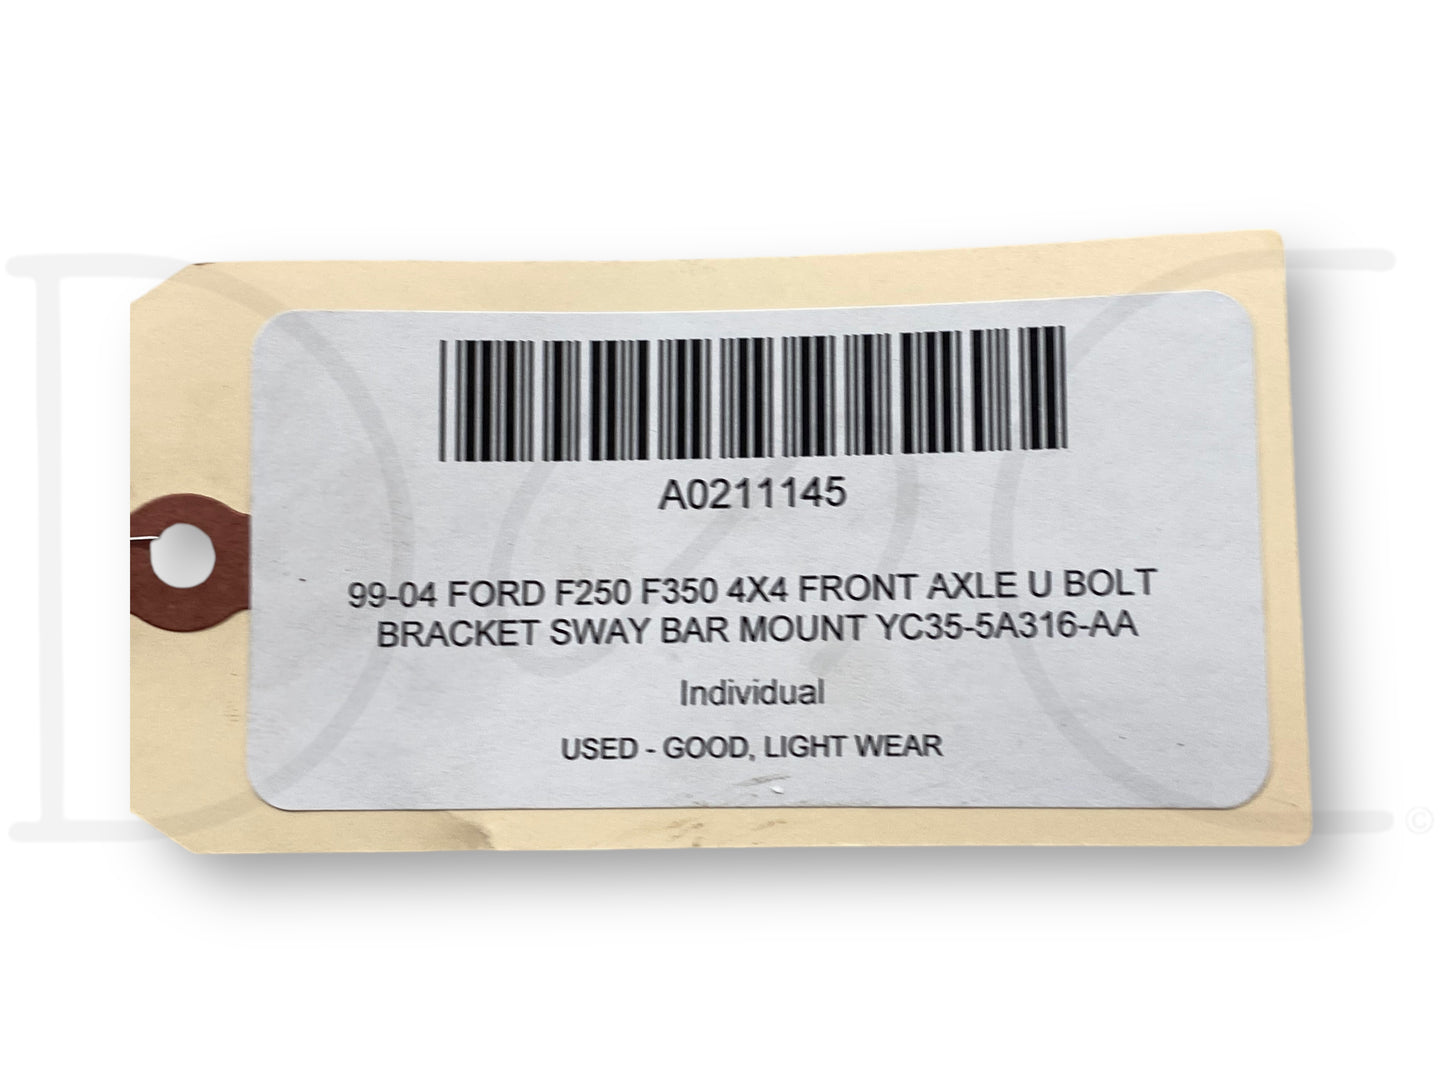 A0211145
99-04 FORD F250 F350 4X4 FRONT AXLE U BOLT
BRACKET SWAY BAR MOUNT YC35-5A316-AA
Individual
USED - GOOD, LIGHT WEAR
©